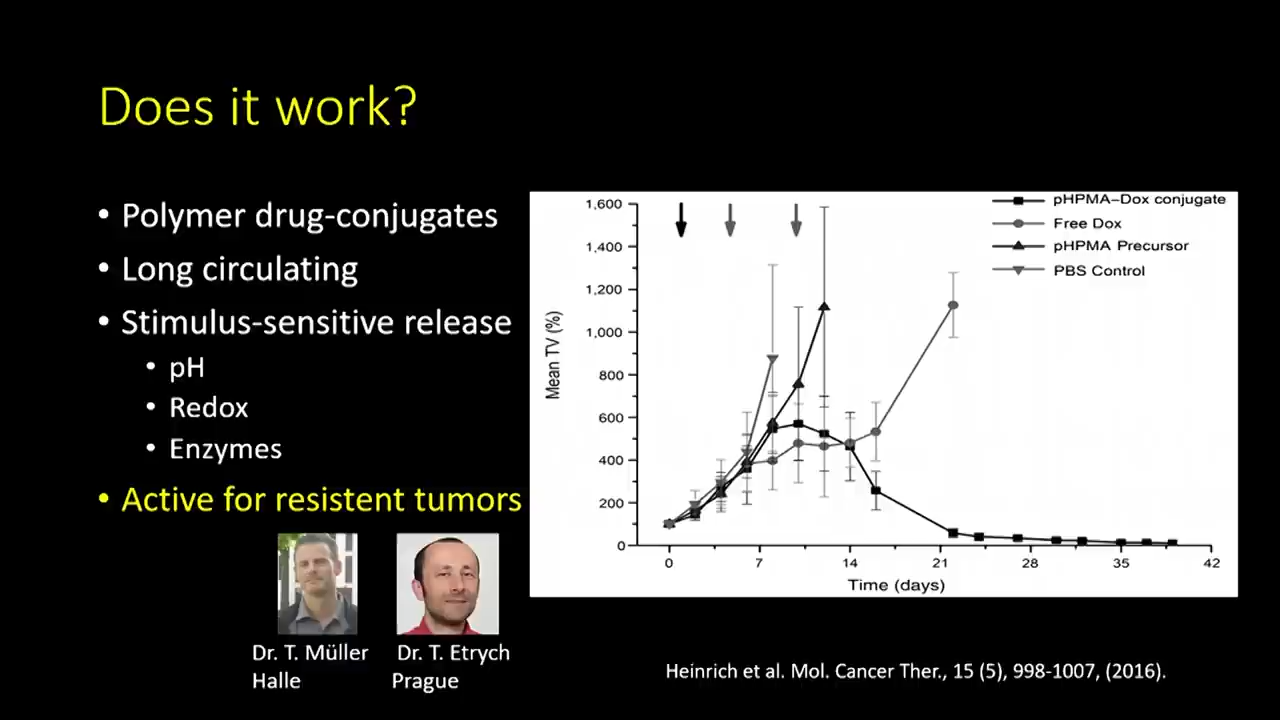 Does it work?
• Polymer drug-conjugates
• Long circulating
• Stimulus-sensitive release
• pH
• Redox
• Enzymes
• Active for resistent tumors
Dr. T. Müller
Halle
Dr. T. Etrych
Prague
pHPMA–Dox conjugate
Free Dox
pHPMA Precursor
PBS Control
Mean TV (%)
1,600
1,400
1,200
1,000
800
600
400
200
0
0 7 14 21 28 35 42
Time (days)
Heinrich et al. Mol. Cancer Ther., 15 (5), 998-1007, (2016).